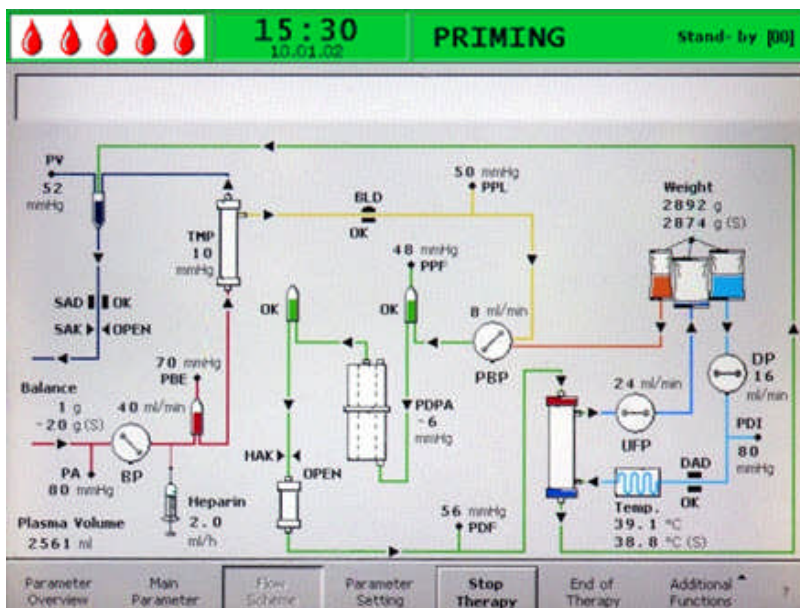 15:30
10.01.02
PRIMING
Stand- by [00]
PV
52
mmHg
TMP
10
mmHg
BLD
OK
50 mmHg
PPL
Weight
2892 g
2874 g (S)
48 mmHg
PPF
OK
OK
SAD
OK
SAK
OPEN
70 mmHg
PBE
8 ml/min
PBP
DP
16
ml/min
Balance
1 g
-20 g (S)
40 ml/min
BP
PA
80 mmHg
PDPA
-6
mmHg
24 ml/min
UFP
PDI
80
mmHg
HAK
OPEN
DAD
OK
Heparin
2.0
ml/h
56 mmHg
PDF
Temp.
39.1 °C
38.8 °C (S)
Plasma Volume
2561 ml
Parameter
Overview
Main
Parameter
Flow
Scheme
Parameter
Setting
Stop
Therapy
End of
Therapy
Additional
Functions
?